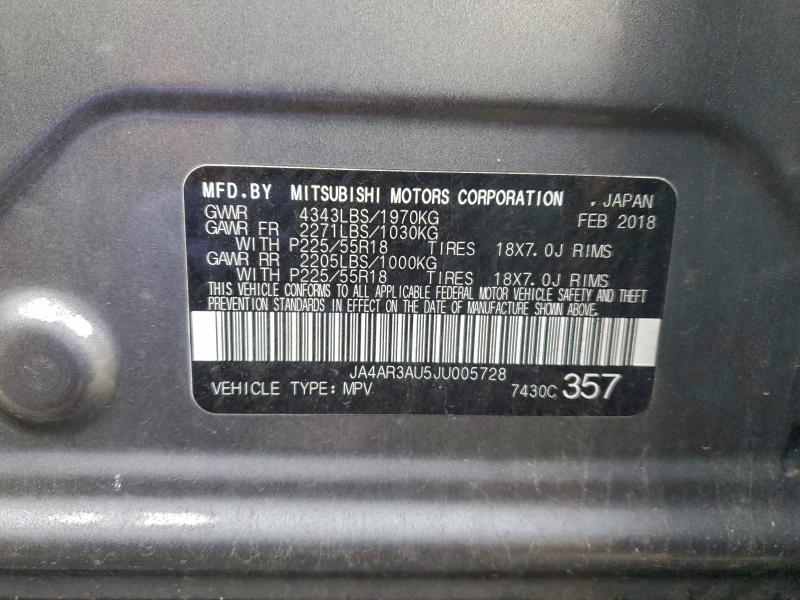 MFD.BY MITSUBISHI MOTORS CORPORATION . JAPAN
GVWR 4343LBS/1970KG FEB 2018
GAWR FR 2271LBS/1030KG
WITH P225/55R18 TIRES 18X7.0J RIMS
GAWR RR 2205LBS/1000KG
WITH P225/55R18 TIRES 18X7.0J RIMS
THIS VEHICLE CONFORMS TO ALL APPLICABLE FEDERAL MOTOR VEHICLE SAFETY AND THEFT
PREVENTION STANDARDS IN EFFECT ON THE DATE OF MANUFACTURE SHOWN ABOVE.
JA4AR3AU5JU005728
VEHICLE TYPE: MPV 7430C 357